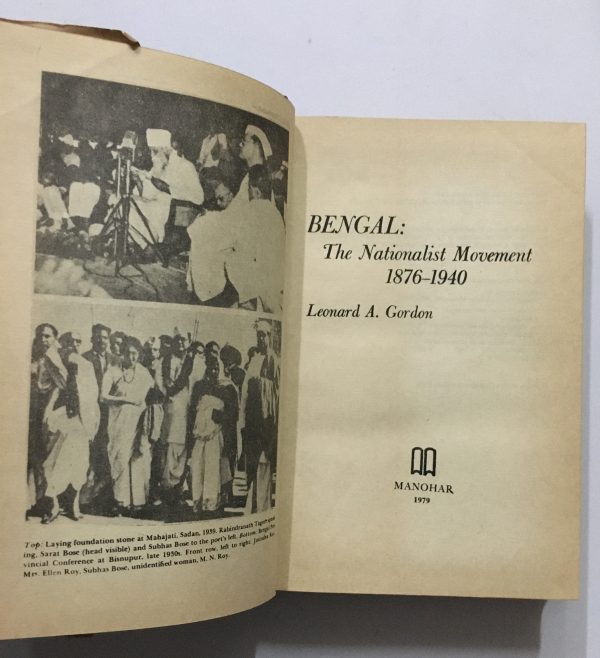 Top: Laying foundation stone at Mahajati, Sadan, 1939. Rabindranath Tagore
ing, Sarat Bose (head visible) and Subhas Bose to the poet's left. Bottom: Bengal
vincial Conference at Bisnupur, late 1930s. Front row, left to right:
Mrs. Ellen Roy, Subhas Bose, unidentified woman, M. N. Roy.
BENGAL:
The Nationalist Movement
1876–1940
Leonard A. Gordon
MANOHAR
1979